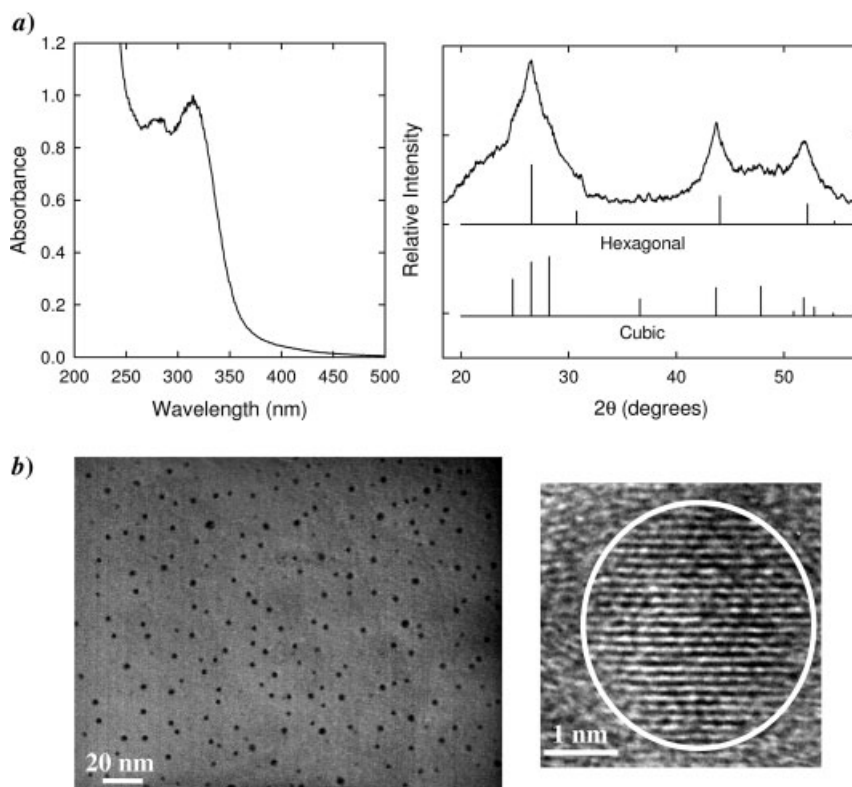 a)
1.2
1.0
0.8
0.6
0.4
0.2
0.0
Absorbance
200 250 300 350 400 450 500
Wavelength (nm)
Relative Intensity
Hexagonal
Cubic
20 30 40 50
2θ (degrees)
b)
20 nm
1 nm